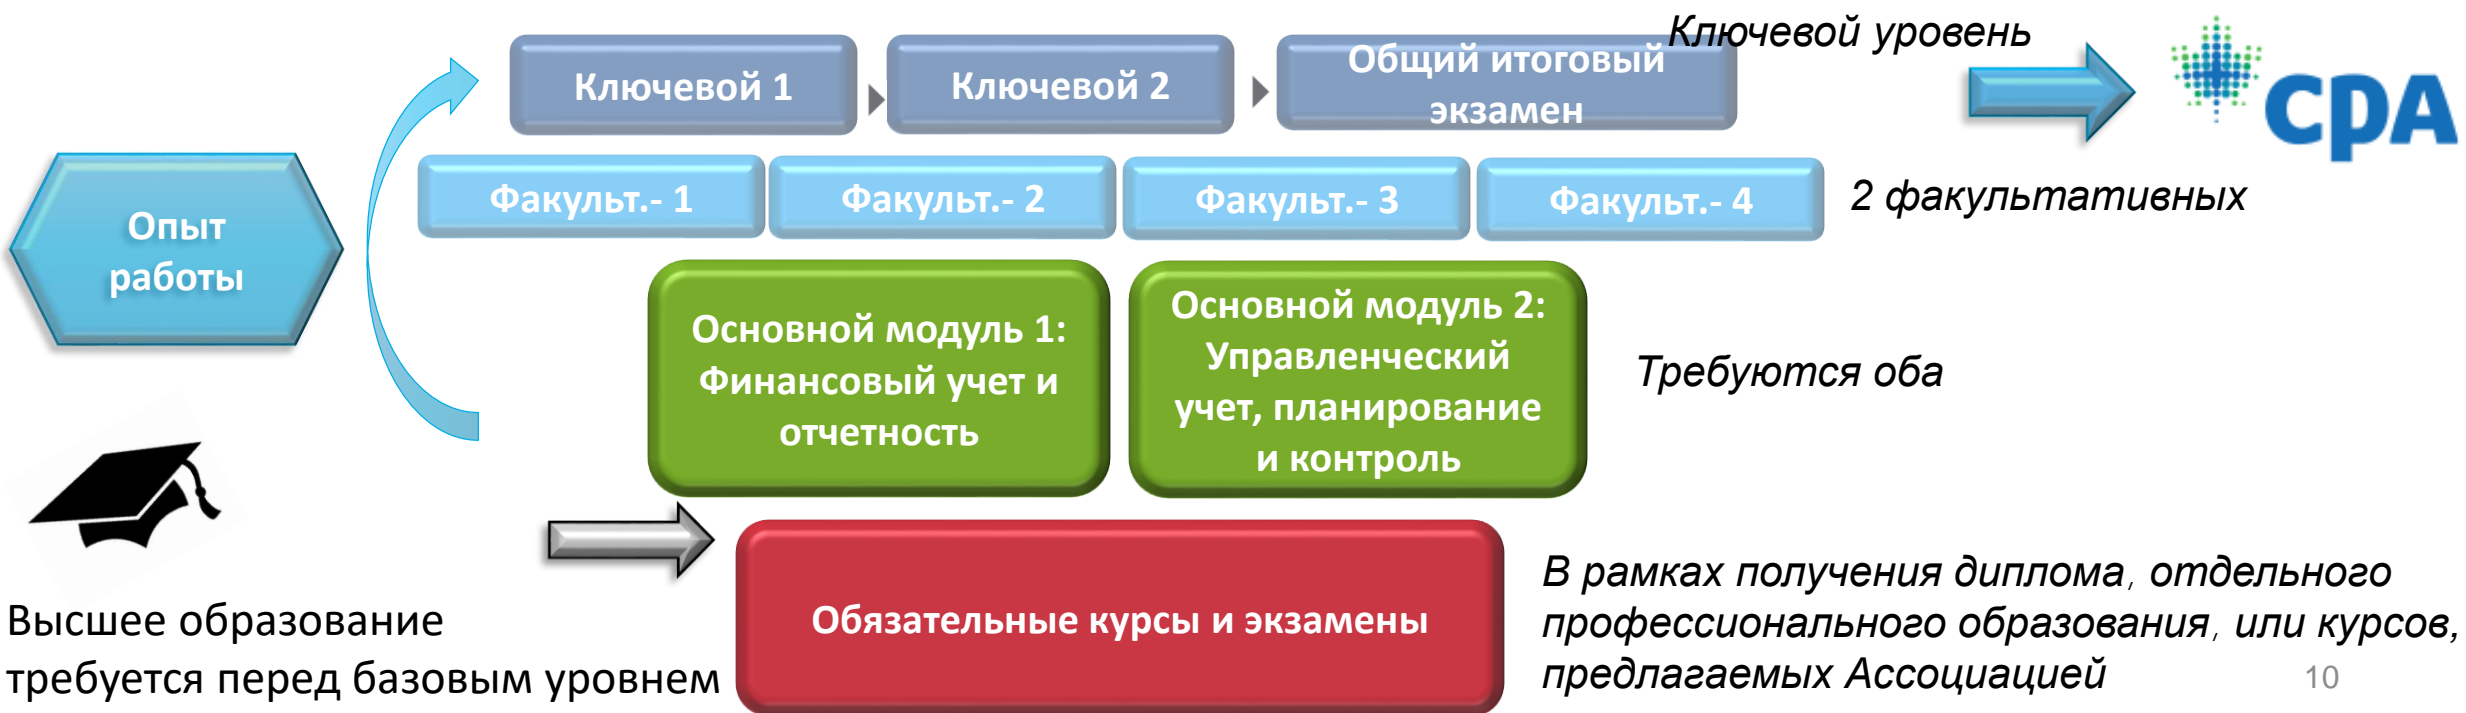 Ключевой уровень
Ключевой 1
Ключевой 2
Общий итоговый
экзамен
cpA
Факульт.- 1
Факульт.- 2
Факульт.- 3
Факульт.- 4
2 факультативных
Опыт
работы
Основной модуль 1:
Финансовый учет и
отчетность
Основной модуль 2:
Управленческий
учет, планирование
и контроль
Требуются оба
Высшее образование
требуется перед базовым уровнем
Обязательные курсы и экзамены
В рамках получения диплома, отдельного
профессионального образования, или курсов,
предлагаемых Ассоциацией
10